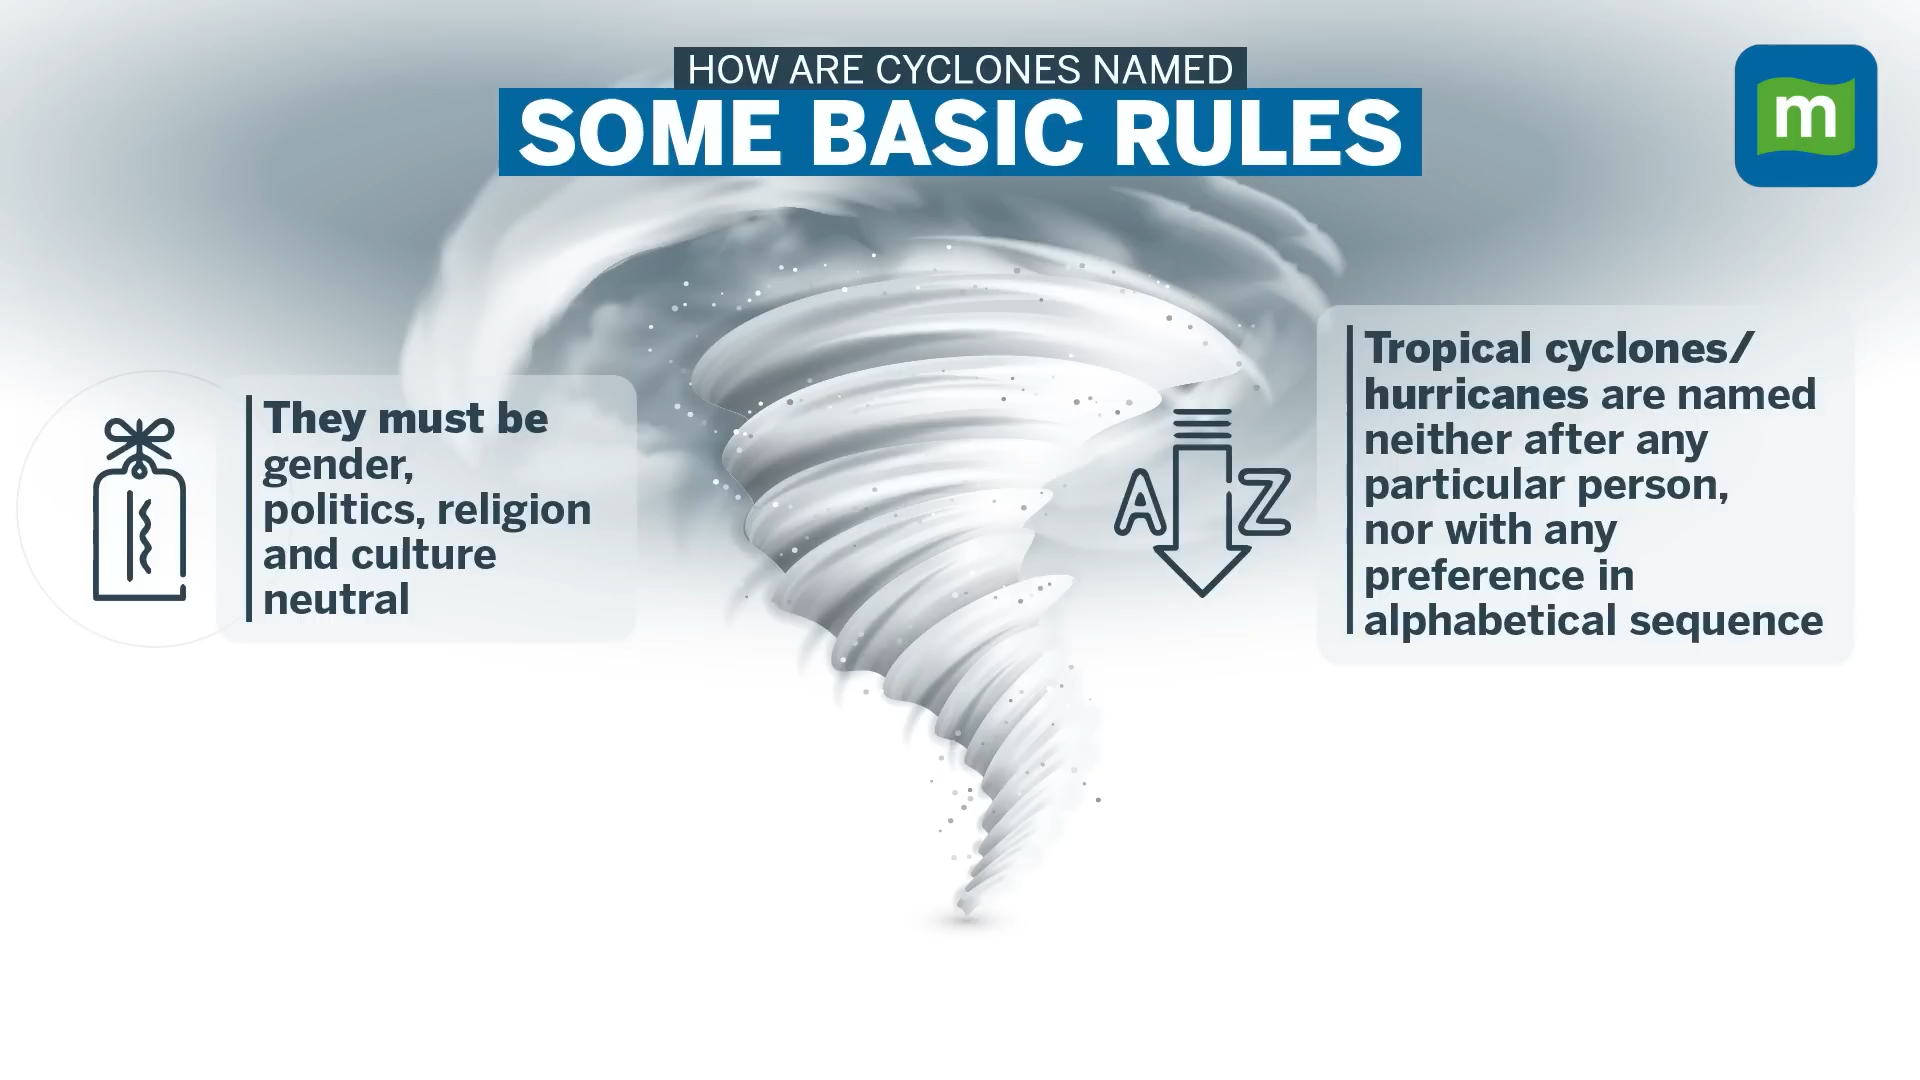 HOW ARE CYCLONES NAMED
SOME BASIC RULES
m
They must be
gender,
politics, religion
and culture
neutral
A Z
Tropical cyclones/
hurricanes are named
neither after any
particular person,
nor with any
preference in
alphabetical sequence